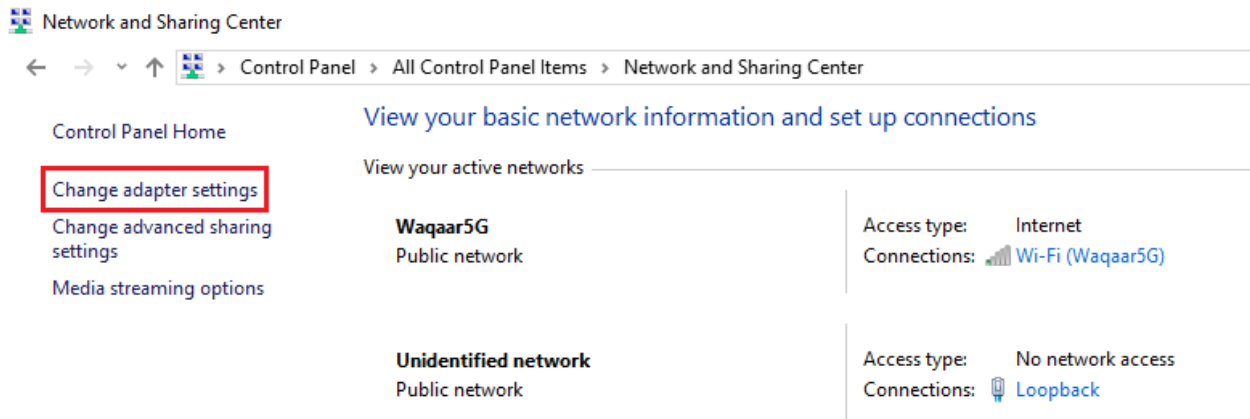 Network and Sharing Center
Control Panel > All Control Panel Items > Network and Sharing Center
Control Panel Home
Change adapter settings
Change advanced sharing
settings
Media streaming options
View your basic network information and set up connections
View your active networks
Waqaar5G
Public network
Access type: Internet
Connections: Wi-Fi (Waqaar5G)
Unidentified network
Public network
Access type: No network access
Connections: Loopback